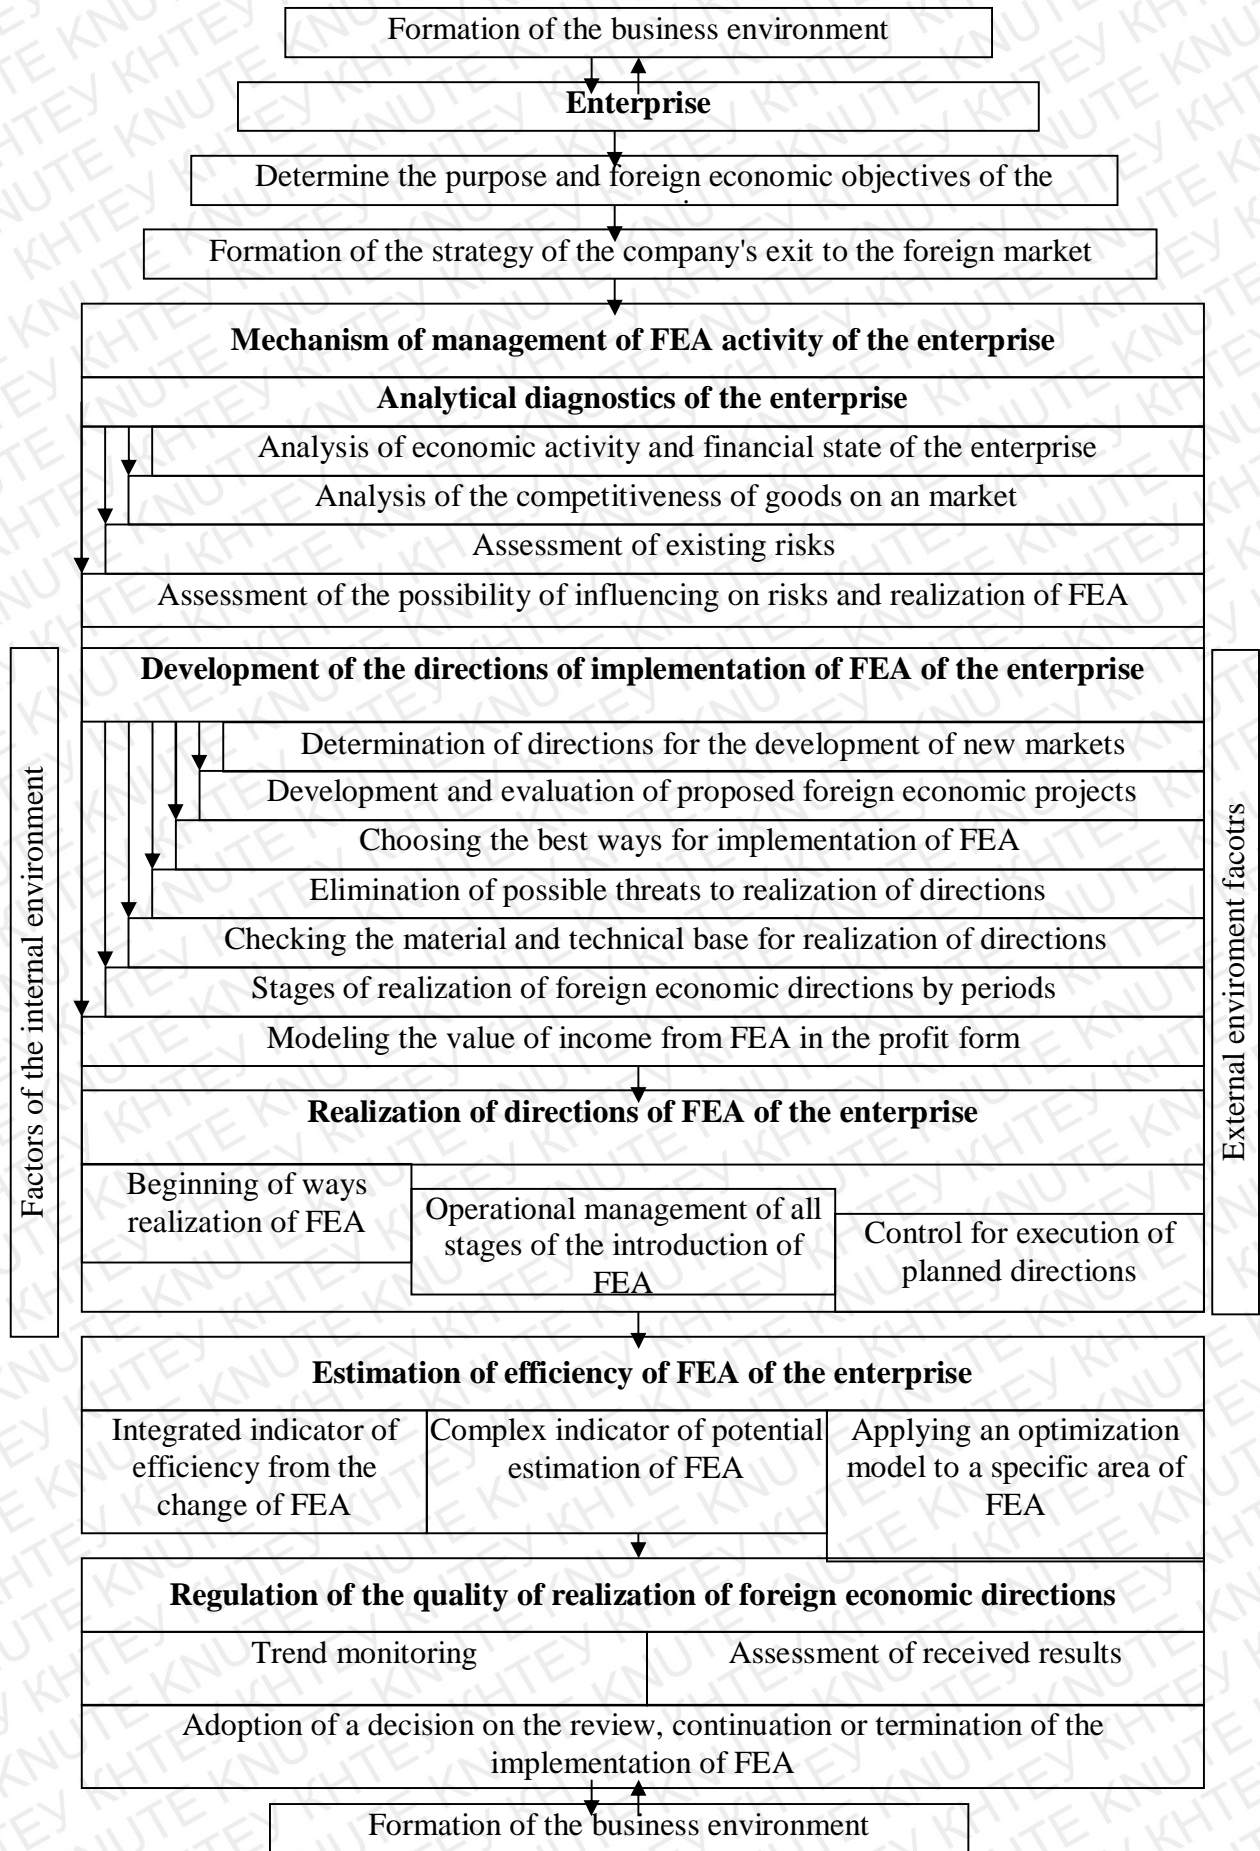 Formation of the business environment
Enterprise
Determine the purpose and foreign economic objectives of the
Formation of the strategy of the company's exit to the foreign market
Mechanism of management of FEA activity of the enterprise
Analytical diagnostics of the enterprise
Analysis of economic activity and financial state of the enterprise
Analysis of the competitiveness of goods on an market
Assessment of existing risks
Assessment of the possibility of influencing on risks and realization of FEA
Factors of the internal environment
Development of the directions of implementation of FEA of the enterprise
Determination of directions for the development of new markets
Development and evaluation of proposed foreign economic projects
Choosing the best ways for implementation of FEA
Elimination of possible threats to realization of directions
Checking the material and technical base for realization of directions
Stages of realization of foreign economic directions by periods
Modeling the value of income from FEA in the profit form
External enviroment facotrs
Realization of directions of FEA of the enterprise
Beginning of ways
realization of FEA
Operational management of all
stages of the introduction of
FEA
Control for execution of
planned directions
Estimation of efficiency of FEA of the enterprise
Integrated indicator of
efficiency from the
change of FEA
Complex indicator of potential
estimation of FEA
Applying an optimization
model to a specific area of
FEA
Regulation of the quality of realization of foreign economic directions
Trend monitoring
Assessment of received results
Adoption of a decision on the review, continuation or termination of the
implementation of FEA
Formation of the business environment